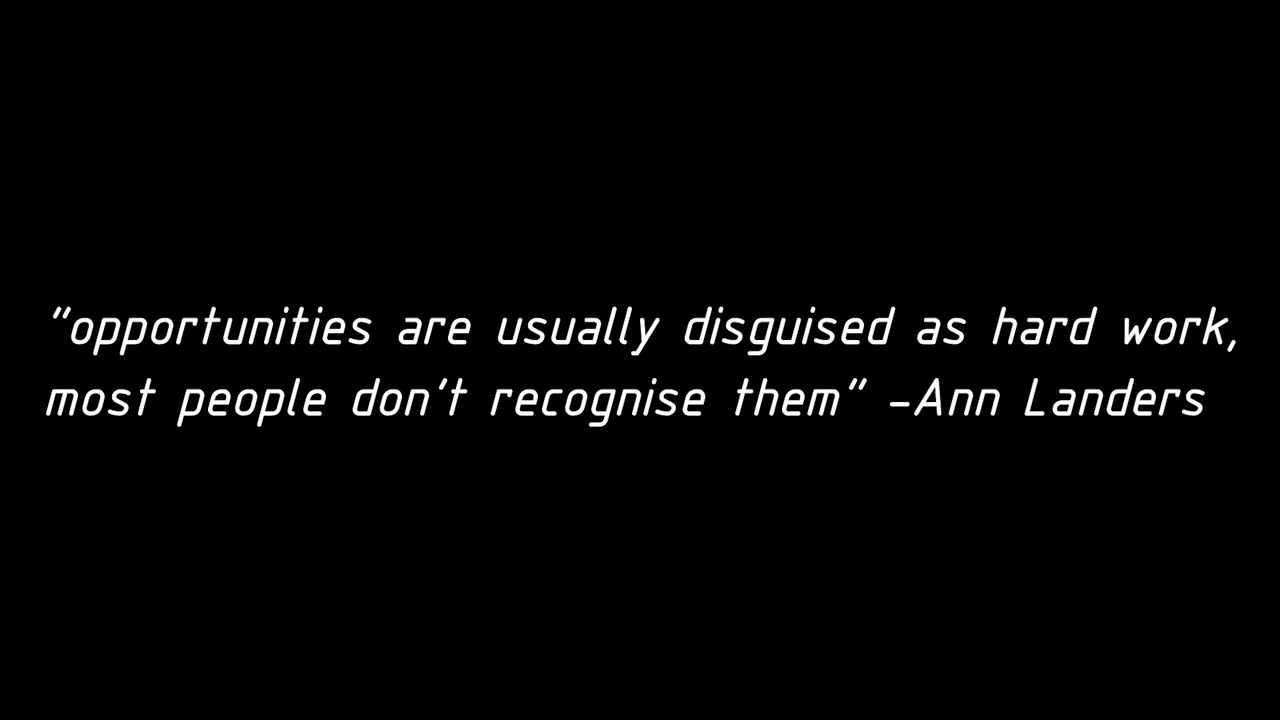 "opportunities are usually disguised as hard work,
most people don't recognise them" -Ann Landers